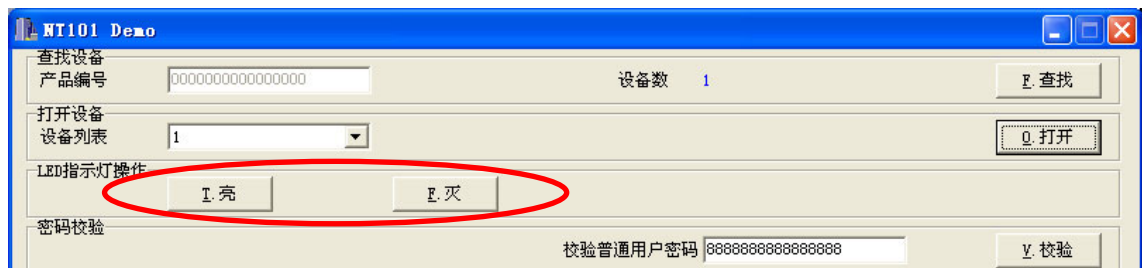 NT101 Demo
查找设备
产品编号 0000000000000000 设备数 1 F.查找
打开设备
设备列表 1 O.打开
LED指示灯操作
T.亮 F.灭
密码校验
校验普通用户密码 8888888888888888 V.校验